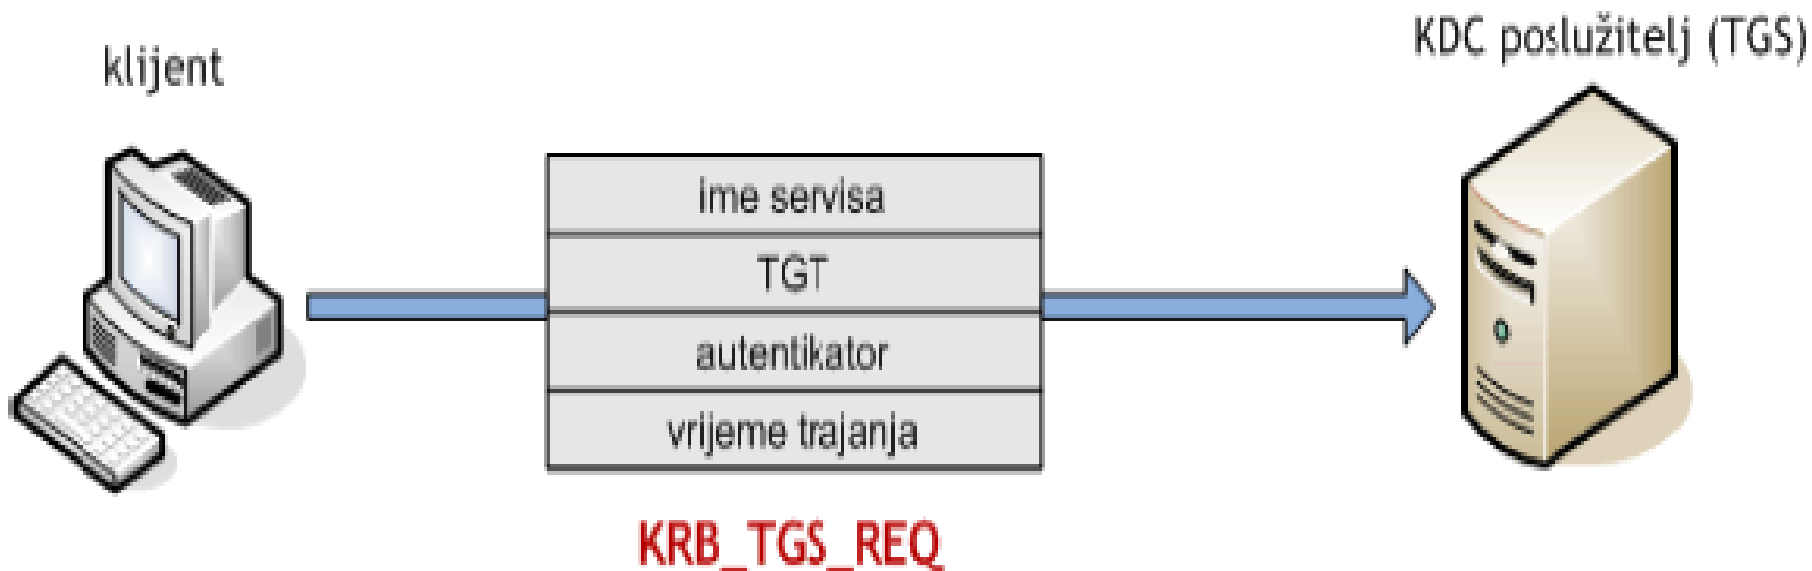 klijent
KDC poslužitelj (TGS)
ime servisa
TGT
autentikator
vrijeme trajanja
KRB_TGS_REQ